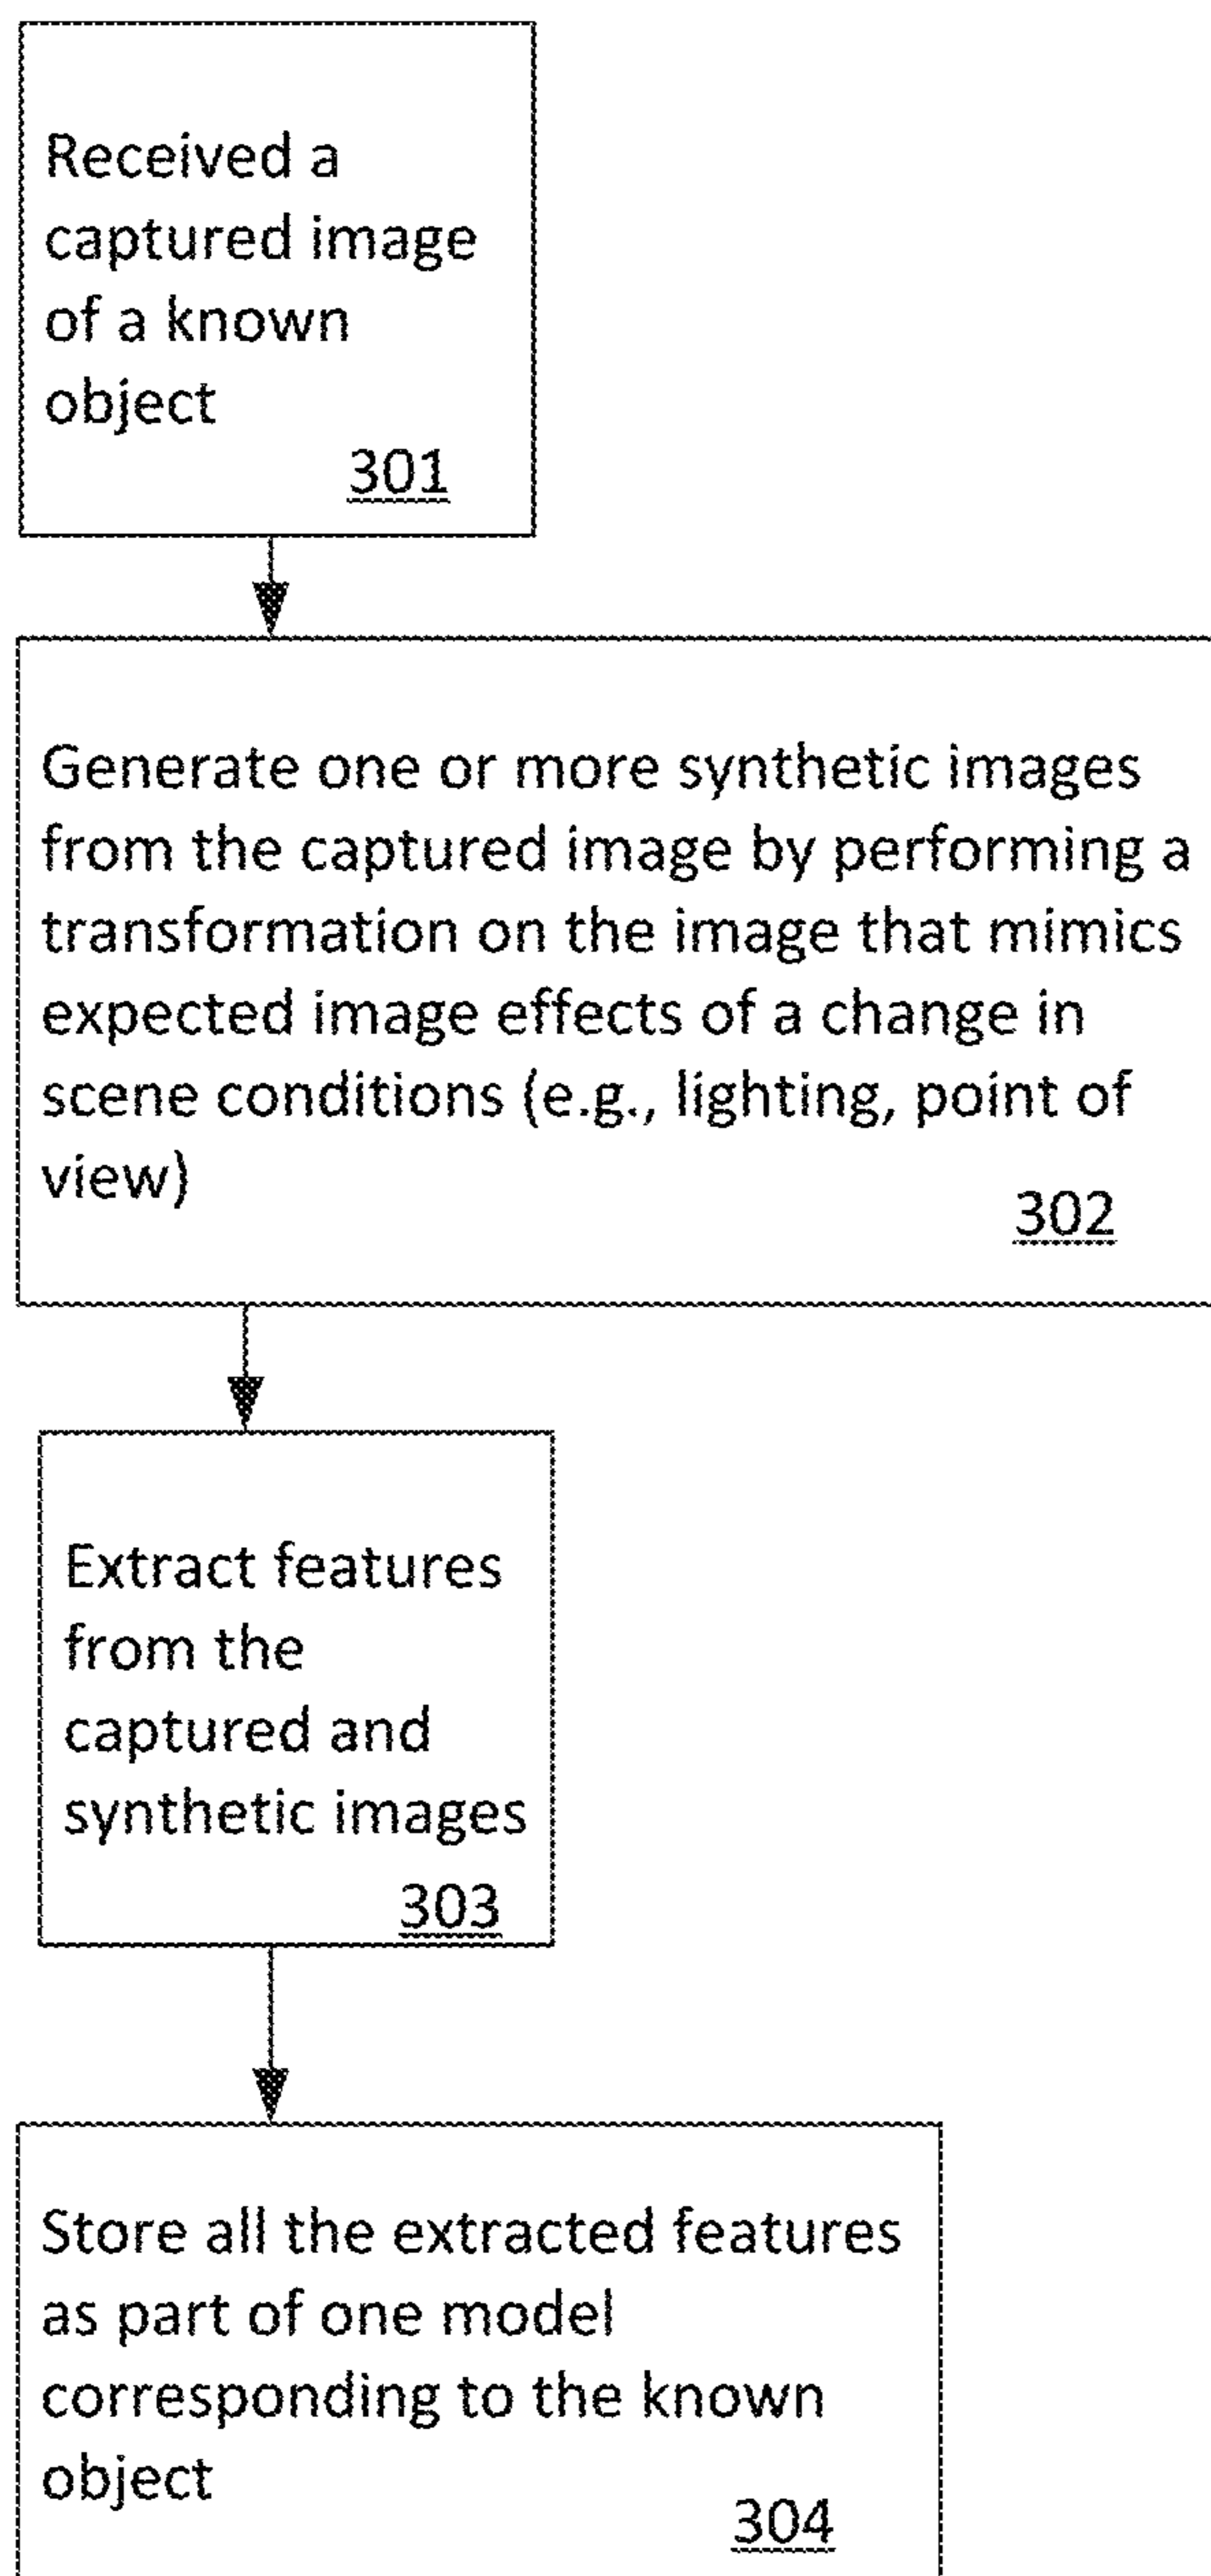 Received a
captured image
of a known
object
301
Generate one or more synthetic images
from the captured image by performing a
transformation on the image that mimics
expected image effects of a change in
scene conditions (e.g., lighting, point of
view)
302
Extract features
from the
captured and
synthetic images
303
Store all the extracted features
as part of one model
corresponding to the known
object
304